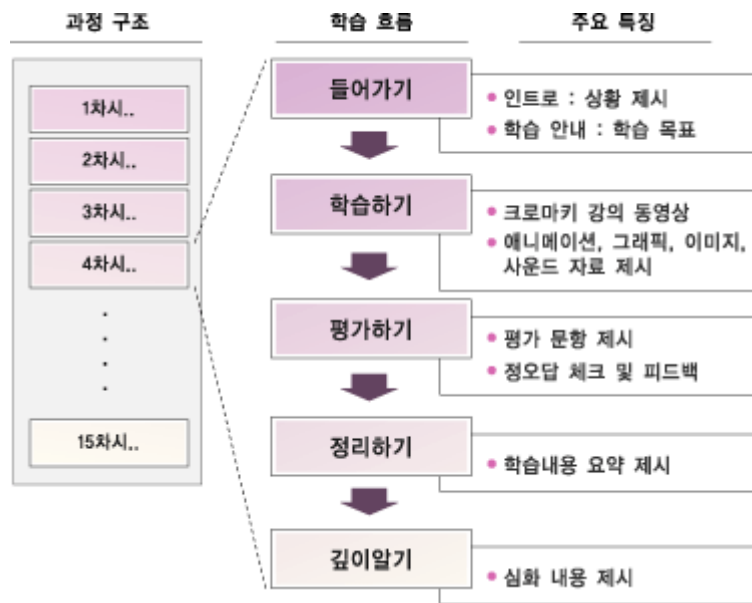 과정 구조
학습 흐름
주요 특징
1차시..
2차시..
3차시..
4차시..
15차시..
들어가기
인트로 : 상황 제시
학습 안내 : 학습 목표
학습하기
크로마키 강의 동영상
애니메이션, 그래픽, 이미지,
사운드 자료 제시
평가하기
평가 문항 제시
정오답 체크 및 피드백
정리하기
학습내용 요약 제시
깊이알기
심화 내용 제시